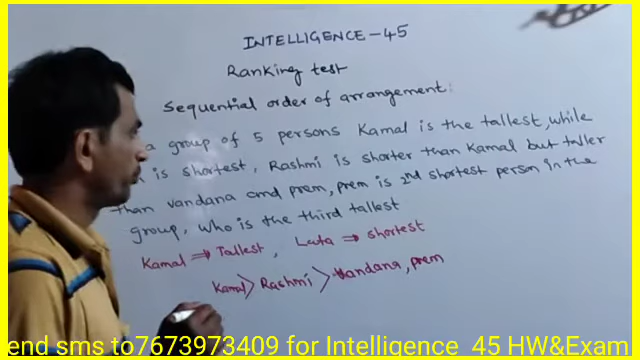 INTELLIGENCE - 45
Ranking test
Sequential order of arrangement:
a group of 5 persons Kamal is the tallest, while
is shortest, Rashmi is shorter than Kamal but taller
than vandana and prem, prem is 2nd shortest person in the
group, who is the third tallest
Kamal ⇒ Tallest, Lata ⇒ shortest
Kamal > Rashmi > vandana, prem
end sms to7673973409 for Intelligence 45 HW&Exam